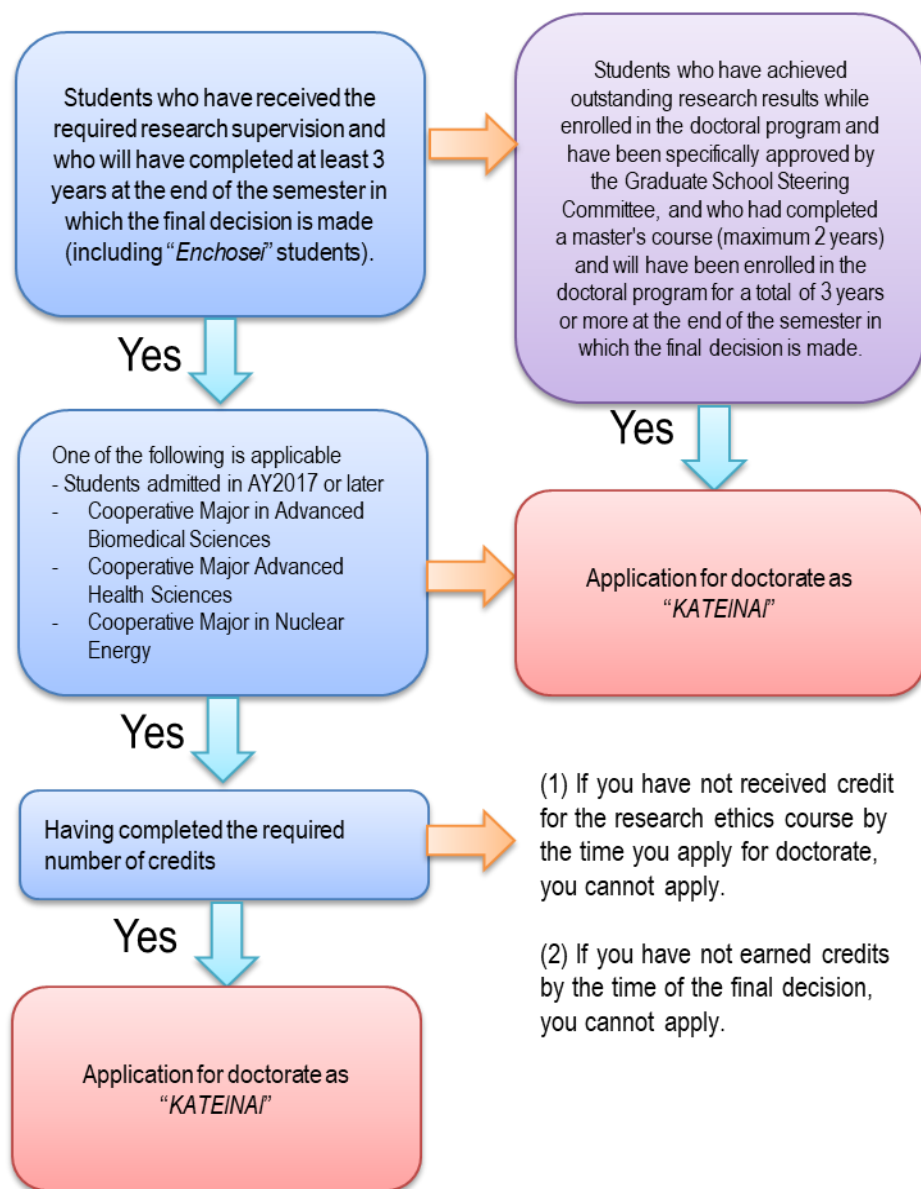 Students who have received the
required research supervision and
who will have completed at least 3
years at the end of the semester in
which the final decision is made
(including “Enchosei” students).
Students who have achieved
outstanding research results while
enrolled in the doctoral program and
have been specifically approved by
the Graduate School Steering
Committee, and who had completed
a master's course (maximum 2 years)
and will have been enrolled in the
doctoral program for a total of 3 years
or more at the end of the semester in
which the final decision is made.
Yes
Yes
One of the following is applicable
- Students admitted in AY2017 or later
- Cooperative Major in Advanced
Biomedical Sciences
- Cooperative Major Advanced
Health Sciences
- Cooperative Major in Nuclear
Energy
Application for doctorate as
“KATEINAI”
Yes
Having completed the required
number of credits
(1) If you have not received credit
for the research ethics course by
the time you apply for doctorate,
you cannot apply.
(2) If you have not earned credits
by the time of the final decision,
you cannot apply.
Yes
Application for doctorate as
“KATEINAI”